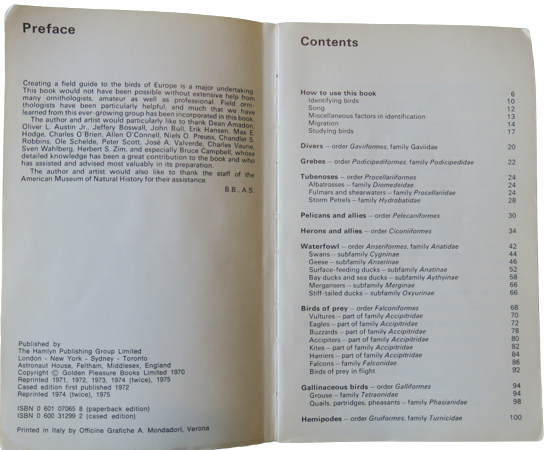 Preface
Creating a field guide to the birds of Europe is a major undertaking.
This book would not have been possible without extensive help from
many ornithologists, amateur as well as professional. Field orni-
thologists have been particularly helpful, and much that we have
learned from this ever-growing group has been incorporated in this book.
The author and artist would particularly like to thank Dean Amadon,
Oliver L. Austin Jr., Jeffery Boswall, John Bull, Erik Hansen, Max E.
Hodge, Charles O'Brien, Allen O'Connell, Niels O. Preuss, Chandler S.
Robbins, Ole Schelde, Peter Scott, José A. Valverde, Charles Vaurie,
Sven Wahlberg, Herbert S. Zim, and especially Bruce Campbell, whose
detailed knowledge has been a great contribution to the book and who
has assisted and advised most valuably in its preparation.
The author and artist would also like to thank the staff of the
American Museum of Natural History for their assistance.
B.B., A.S.
Published by
The Hamlyn Publishing Group Limited
London - New York - Sydney - Toronto
Astronaut House, Feltham, Middlesex, England
Copyright © Golden Pleasure Books Limited 1970
Reprinted 1971, 1972, 1973, 1974 (twice), 1975
Cased edition first published 1972
Reprinted 1974 (twice), 1975
ISBN 0 601 07065 8 (paperback edition)
ISBN 0 600 31299 2 (cased edition)
Printed in Italy by Officine Grafiche A. Mondadori, Verona
Contents
How to use this book 6
Identifying birds 10
Song 12
Miscellaneous factors in identification 13
Migration 14
Studying birds 17
Divers – order Gaviiformes, family Gaviidae 20
Grebes – order Podicipediformes, family Podicipedidae 22
Tubenoses – order Procellariiformes 24
Albatrosses – family Diomedeidae 24
Fulmars and shearwaters – family Procellariidae 24
Storm Petrels – family Hydrobatidae 28
Pelicans and allies – order Pelecaniformes 30
Herons and allies – order Ciconiiformes 34
Waterfowl – order Anseriformes, family Anatidae 42
Swans – subfamily Cygninae 44
Geese – subfamily Anserinae 46
Surface-feeding ducks – subfamily Anatinae 52
Bay ducks and sea ducks – subfamily Aythyinae 58
Mergansers – subfamily Merginae 66
Stiff-tailed ducks – subfamily Oxyurinae 66
Birds of prey – order Falconiformes 68
Vultures – part of family Accipitridae 70
Eagles – part of family Accipitridae 72
Buzzards – part of family Accipitridae 78
Accipiters – part of family Accipitridae 80
Kites – part of family Accipitridae 82
Harriers – part of family Accipitridae 84
Falcons – family Falconidae 86
Birds of prey in flight 92
Gallinaceous birds – order Galliformes 94
Grouse – family Tetraonidae 94
Quails, partridges, pheasants – family Phasianidae 98
Hemipodes – order Gruiformes, family Turnicidae 100